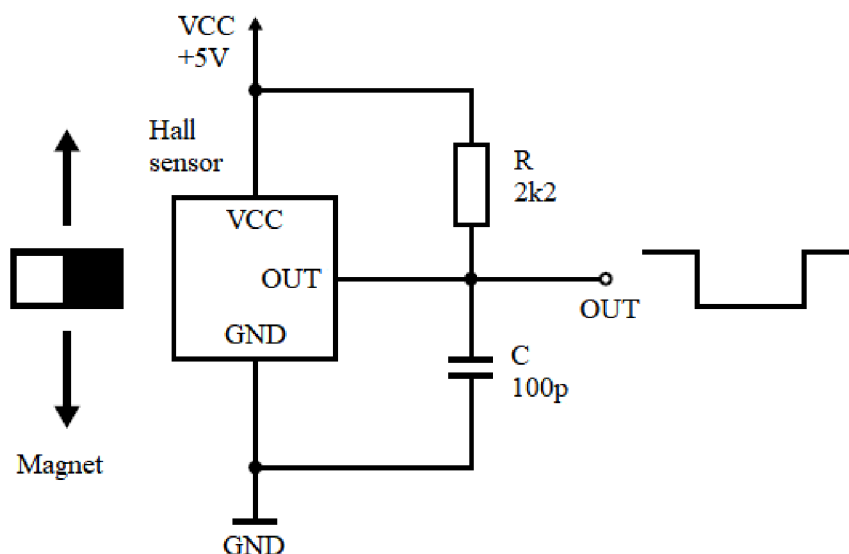 VCC
+5V
Hall
sensor
R
2k2
VCC
OUT
OUT
GND
C
100p
Magnet
GND